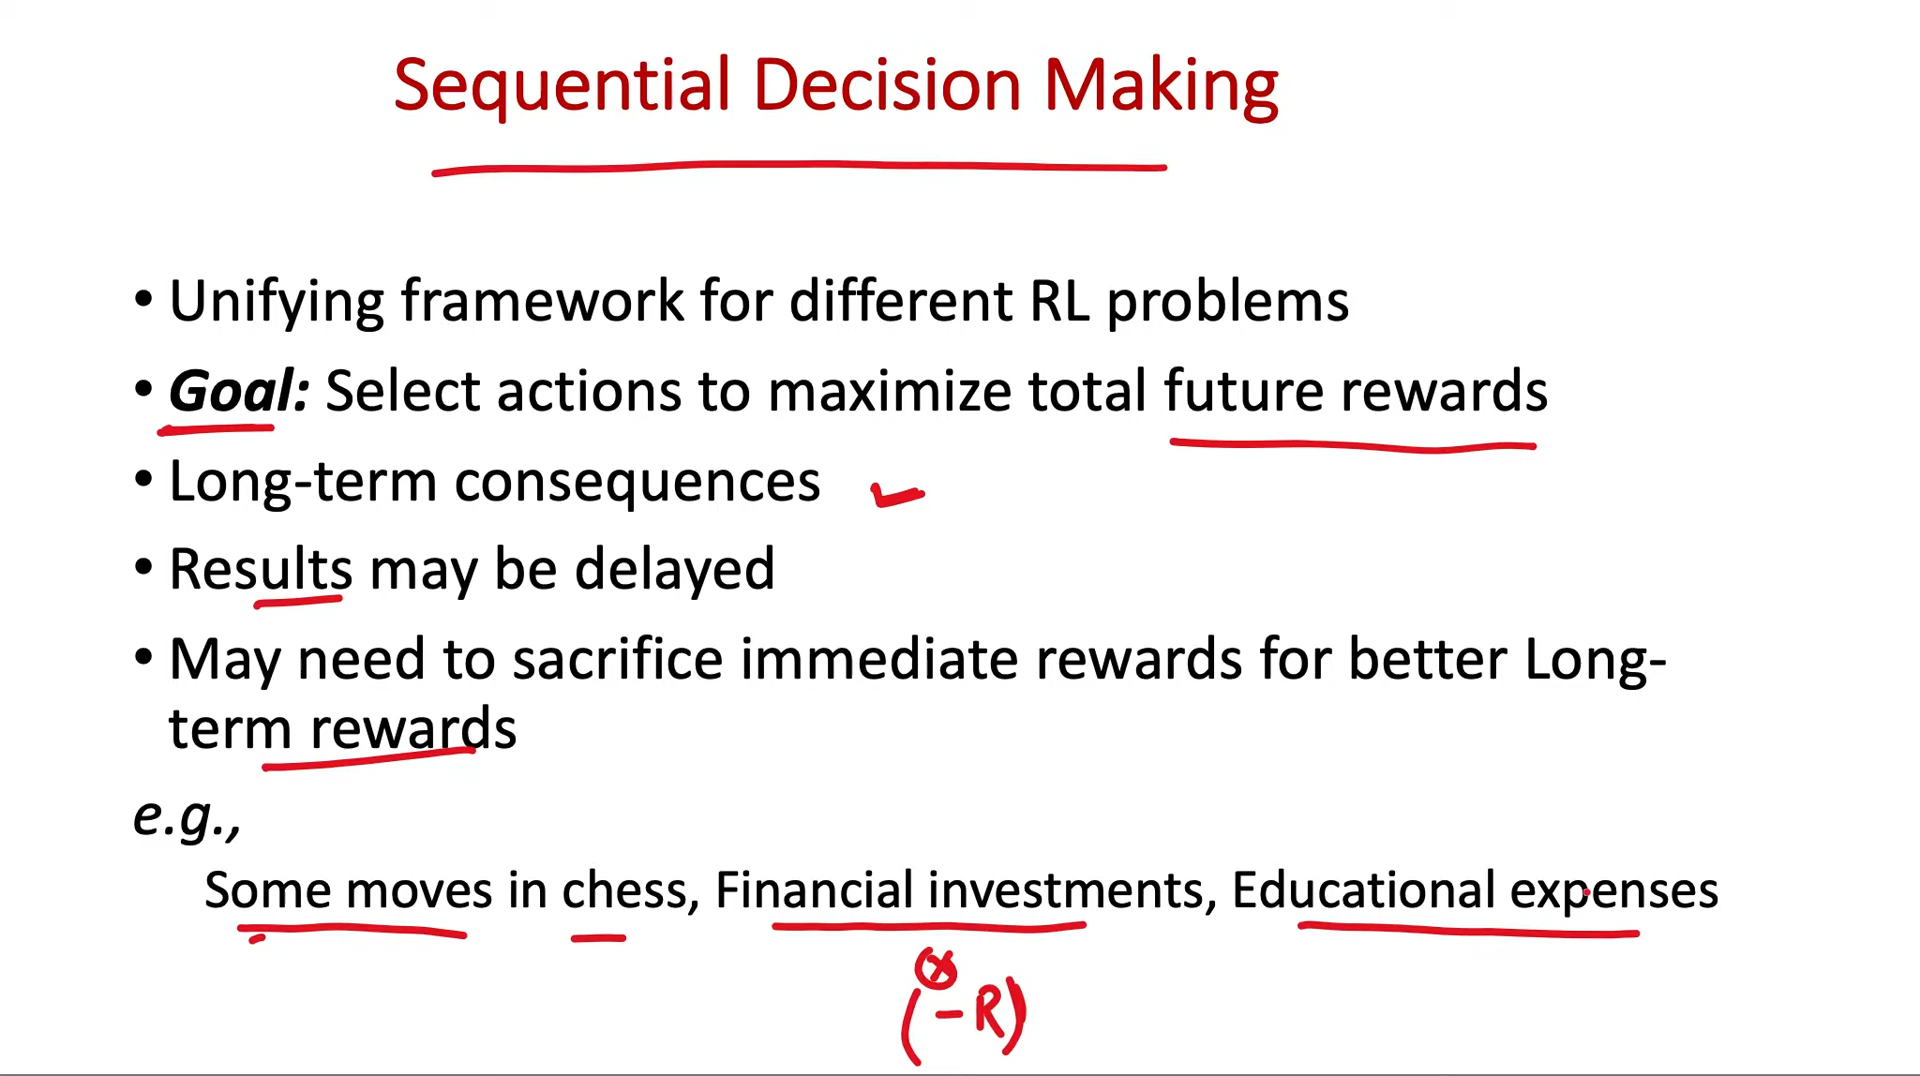 Sequential Decision Making
• Unifying framework for different RL problems
• Goal: Select actions to maximize total future rewards
• Long-term consequences
• Results may be delayed
• May need to sacrifice immediate rewards for better Long-
term rewards
e.g.,
Some moves in chess, Financial investments, Educational expenses
(-R)